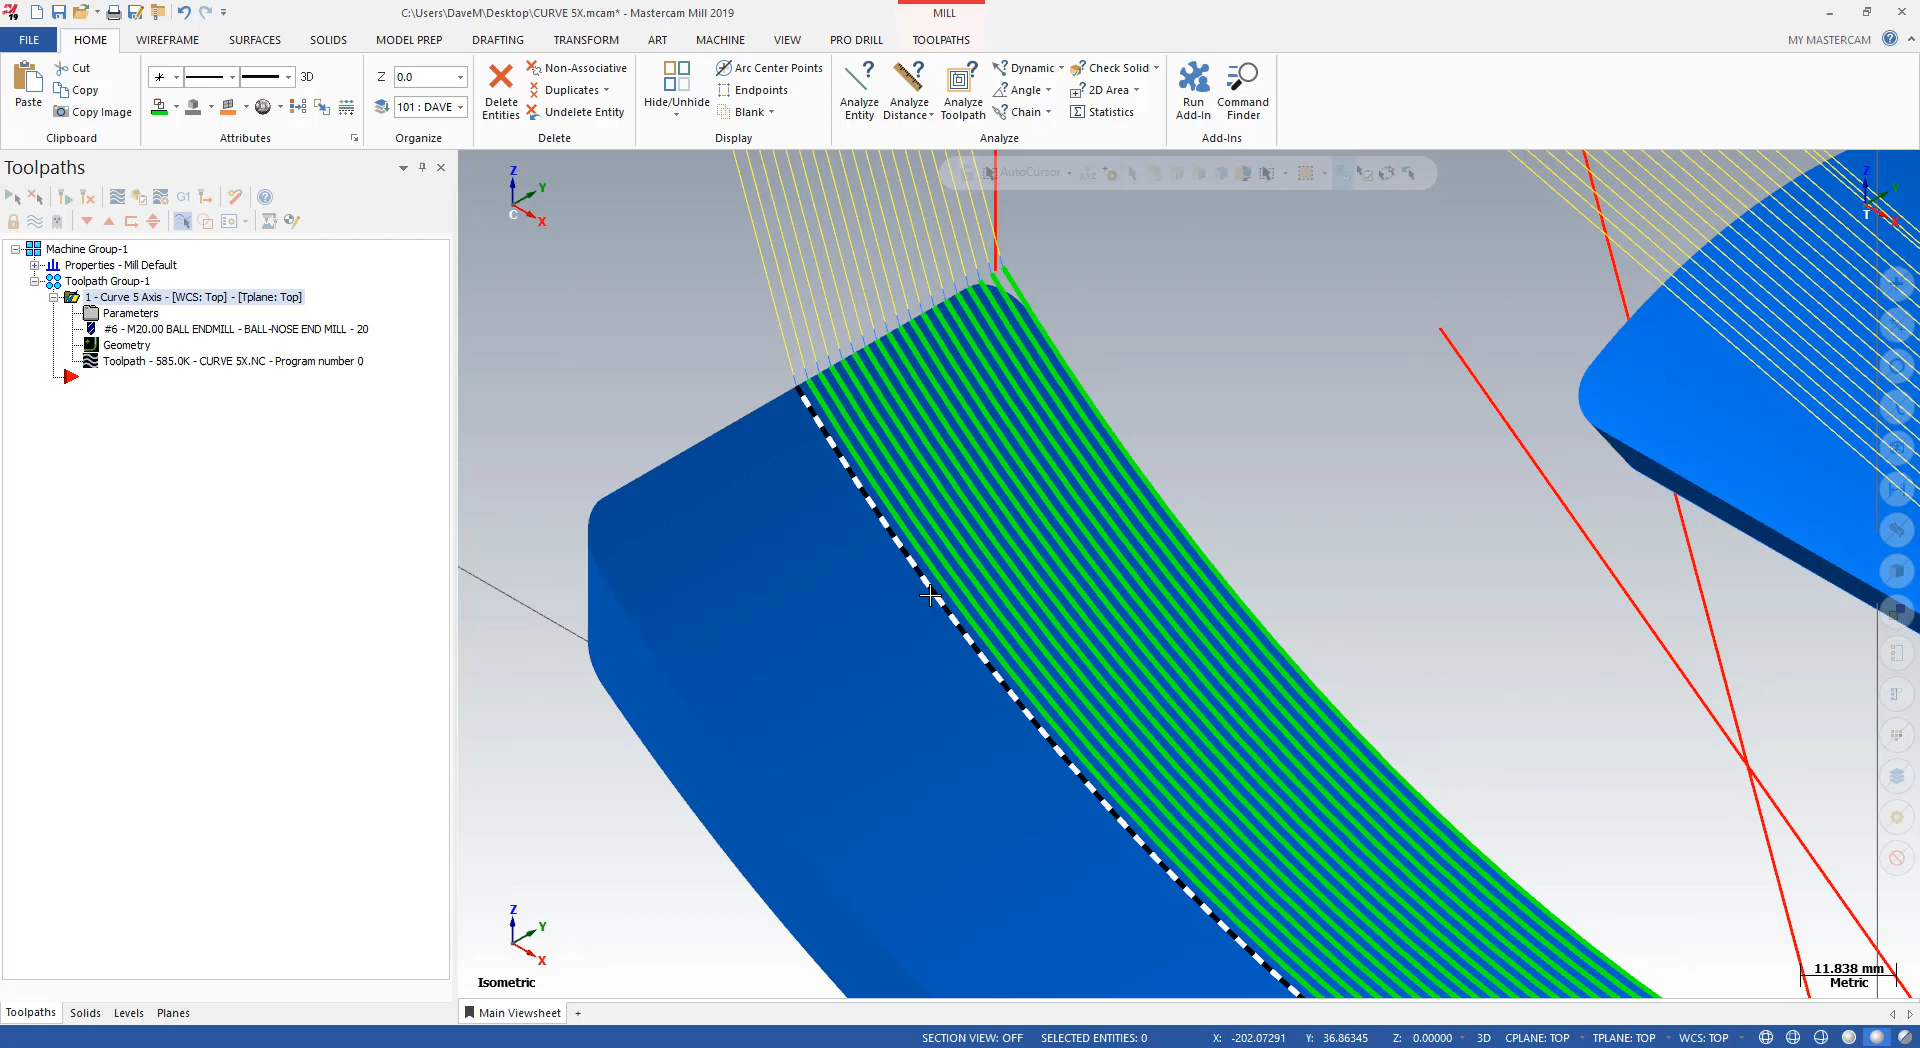 C:\Users\DaveM\Desktop\CURVE 5X.mcam* - Mastercam Mill 2019
MILL
FILE HOME WIREFRAME SURFACES SOLIDS MODEL PREP DRAFTING TRANSFORM ART MACHINE VIEW PRO DRILL TOOLPATHS MY MASTERCAM
Paste
Cut
Copy
Copy Image
Clipboard
3D
Attributes
Z 0.0
101 : DAVE
Organize
Delete Entities
Non-Associative
Duplicates
Undelete Entity
Delete
Hide/Unhide
Arc Center Points
Endpoints
Blank
Display
Analyze Entity
Analyze Distance
Analyze Toolpath
Dynamic
Angle
Chain
Check Solid
2D Area
Statistics
Analyze
Run Add-In
Command Finder
Add-Ins
Toolpaths
G1
Machine Group-1
Properties - Mill Default
Toolpath Group-1
1 - Curve 5 Axis - [WCS: Top] - [Tplane: Top]
Parameters
#6 - M20.00 BALL ENDMILL - BALL-NOSE END MILL - 20
Geometry
Toolpath - 585.0K - CURVE 5X.NC - Program number 0
AutoCursor
Z
Y
C
X
Z
Y
T
X
Z
Y
X
Isometric
11.838 mm
Metric
Toolpaths Solids Levels Planes
Main Viewsheet +
SECTION VIEW: OFF SELECTED ENTITIES: 0 X: -202.07291 Y: 36.86345 Z: 0.00000 3D CPLANE: TOP TPLANE: TOP WCS: TOP